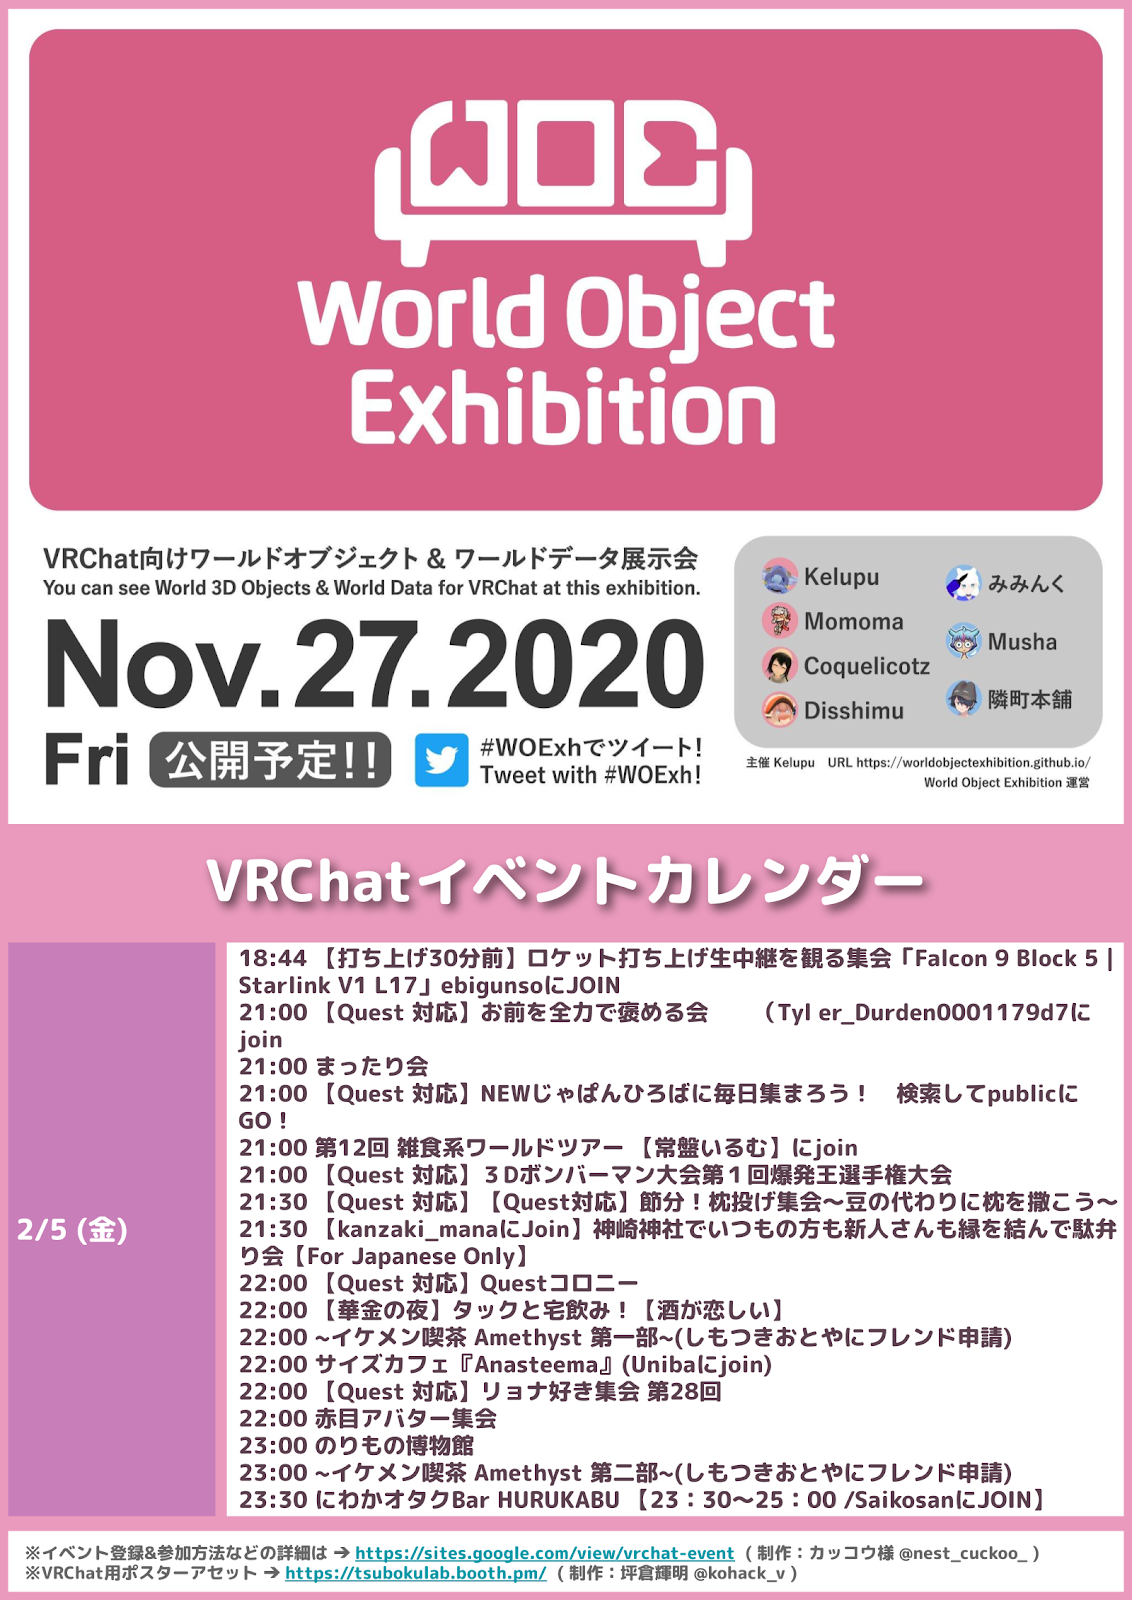 WOE
World Object
Exhibition
VRChat向けワールドオブジェクト & ワールドデータ展示会
You can see World 3D Objects & World Data for VRChat at this exhibition.
Nov.27.2020
Fri 公開予定!!
#WOExhでツイート!
Tweet with #WOExh!
Kelupu
Momoma
Coquelicotz
Disshimu
みみんく
Musha
隣町本舗
主催 Kelupu URL https://worldobjectexhibition.github.io/
World Object Exhibition 運営
VRChatイベントカレンダー
2/5 (金)
18:44 【打ち上げ30分前】ロケット打ち上げ生中継を観る集会「Falcon 9 Block 5 |
Starlink V1 L17」ebigunsoにJOIN
21:00 【Quest 対応】お前を全力で褒める会　　（Tyl er_Durden0001179d7に
join
21:00 まったり会
21:00 【Quest 対応】NEWじゃぱんひろばに毎日集まろう！　検索してpublicに
GO！
21:00 第12回 雑食系ワールドツアー 【常盤いるむ】にjoin
21:00 【Quest 対応】３Dボンバーマン大会第１回爆発王選手権大会
21:30 【Quest 対応】【Quest対応】節分！枕投げ集会～豆の代わりに枕を撒こう～
21:30 【kanzaki_manaにJoin】神崎神社でいつもの方も新人さんも縁を結んで駄弁
り会【For Japanese Only】
22:00 【Quest 対応】Questコロニー
22:00 【華金の夜】タックと宅飲み！【酒が恋しい】
22:00 ~イケメン喫茶 Amethyst 第一部~(しもつきおとやにフレンド申請)
22:00 サイズカフェ『Anasteema』(Unibaにjoin)
22:00 【Quest 対応】リョナ好き集会 第28回
22:00 赤目アバター集会
23:00 のりもの博物館
23:00 ~イケメン喫茶 Amethyst 第二部~(しもつきおとやにフレンド申請)
23:30 にわかオタクBar HURUKABU 【23：30～25：00 /SaikosanにJOIN】
※イベント登録&参加方法などの詳細は ➔ https://sites.google.com/view/vrchat-event （ 制作：カッコウ様 @nest_cuckoo_ ）
※VRChat用ポスターアセット ➔ https://tsubokulab.booth.pm/ （ 制作：坪倉輝明 @kohack_v ）